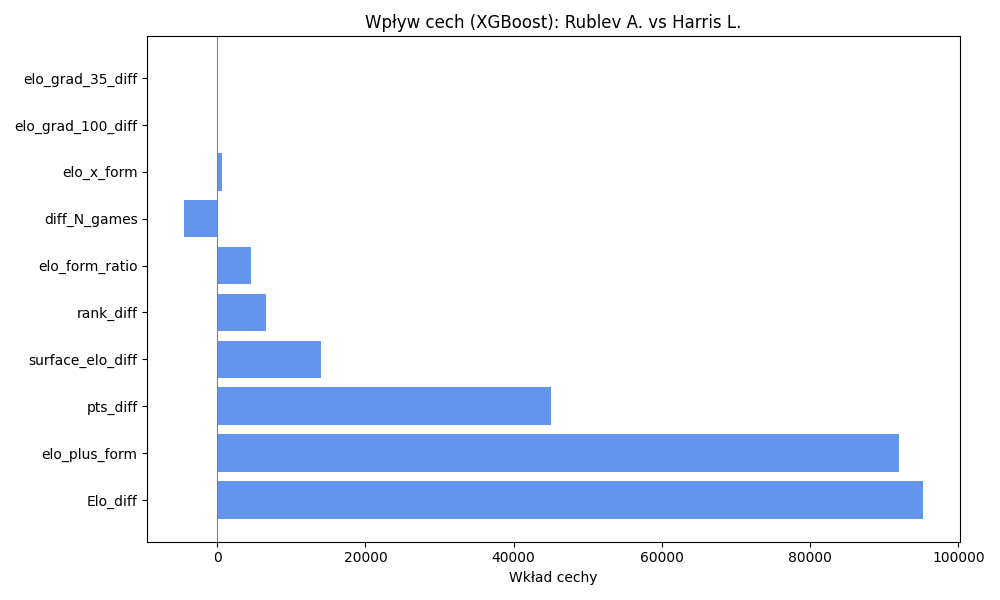 Wpływ cech (XGBoost): Rublev A. vs Harris L.
elo_grad_35_diff
elo_grad_100_diff
elo_x_form
diff_N_games
elo_form_ratio
rank_diff
surface_elo_diff
pts_diff
elo_plus_form
Elo_diff
0 20000 40000 60000 80000 100000
Wkład cechy